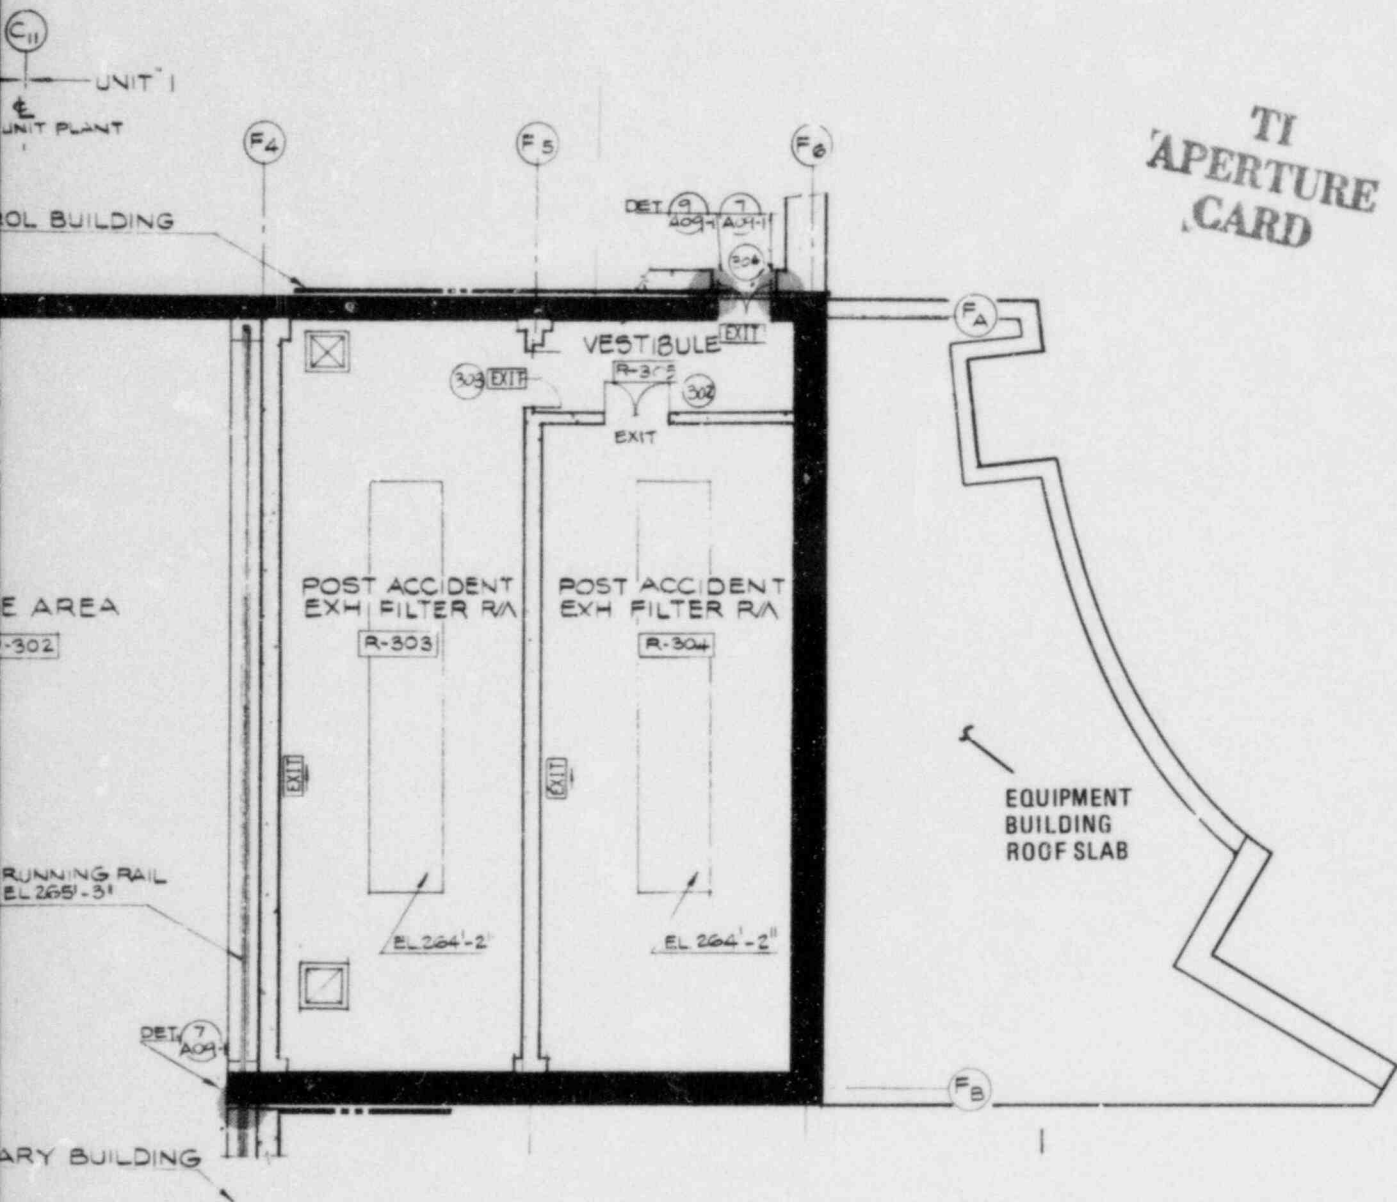 C11
UNIT 1
℄
UNIT PLANT
F4
F5
F6
TI
APERTURE
CARD
DET 9 7
A09-1 A09-1
ROL BUILDING
306
FA
EXIT
VESTIBULE
R-305
303 EXIT
302
EXIT
POST ACCIDENT
EXH FILTER R/A
R-303
POST ACCIDENT
EXH FILTER R/A
R-304
E AREA
-302
EXIT
EXIT
EQUIPMENT
BUILDING
ROOF SLAB
RUNNING RAIL
EL 265'-3"
EL 264'-2"
EL 264'-2"
DET 7
A09-1
FB
ARY BUILDING